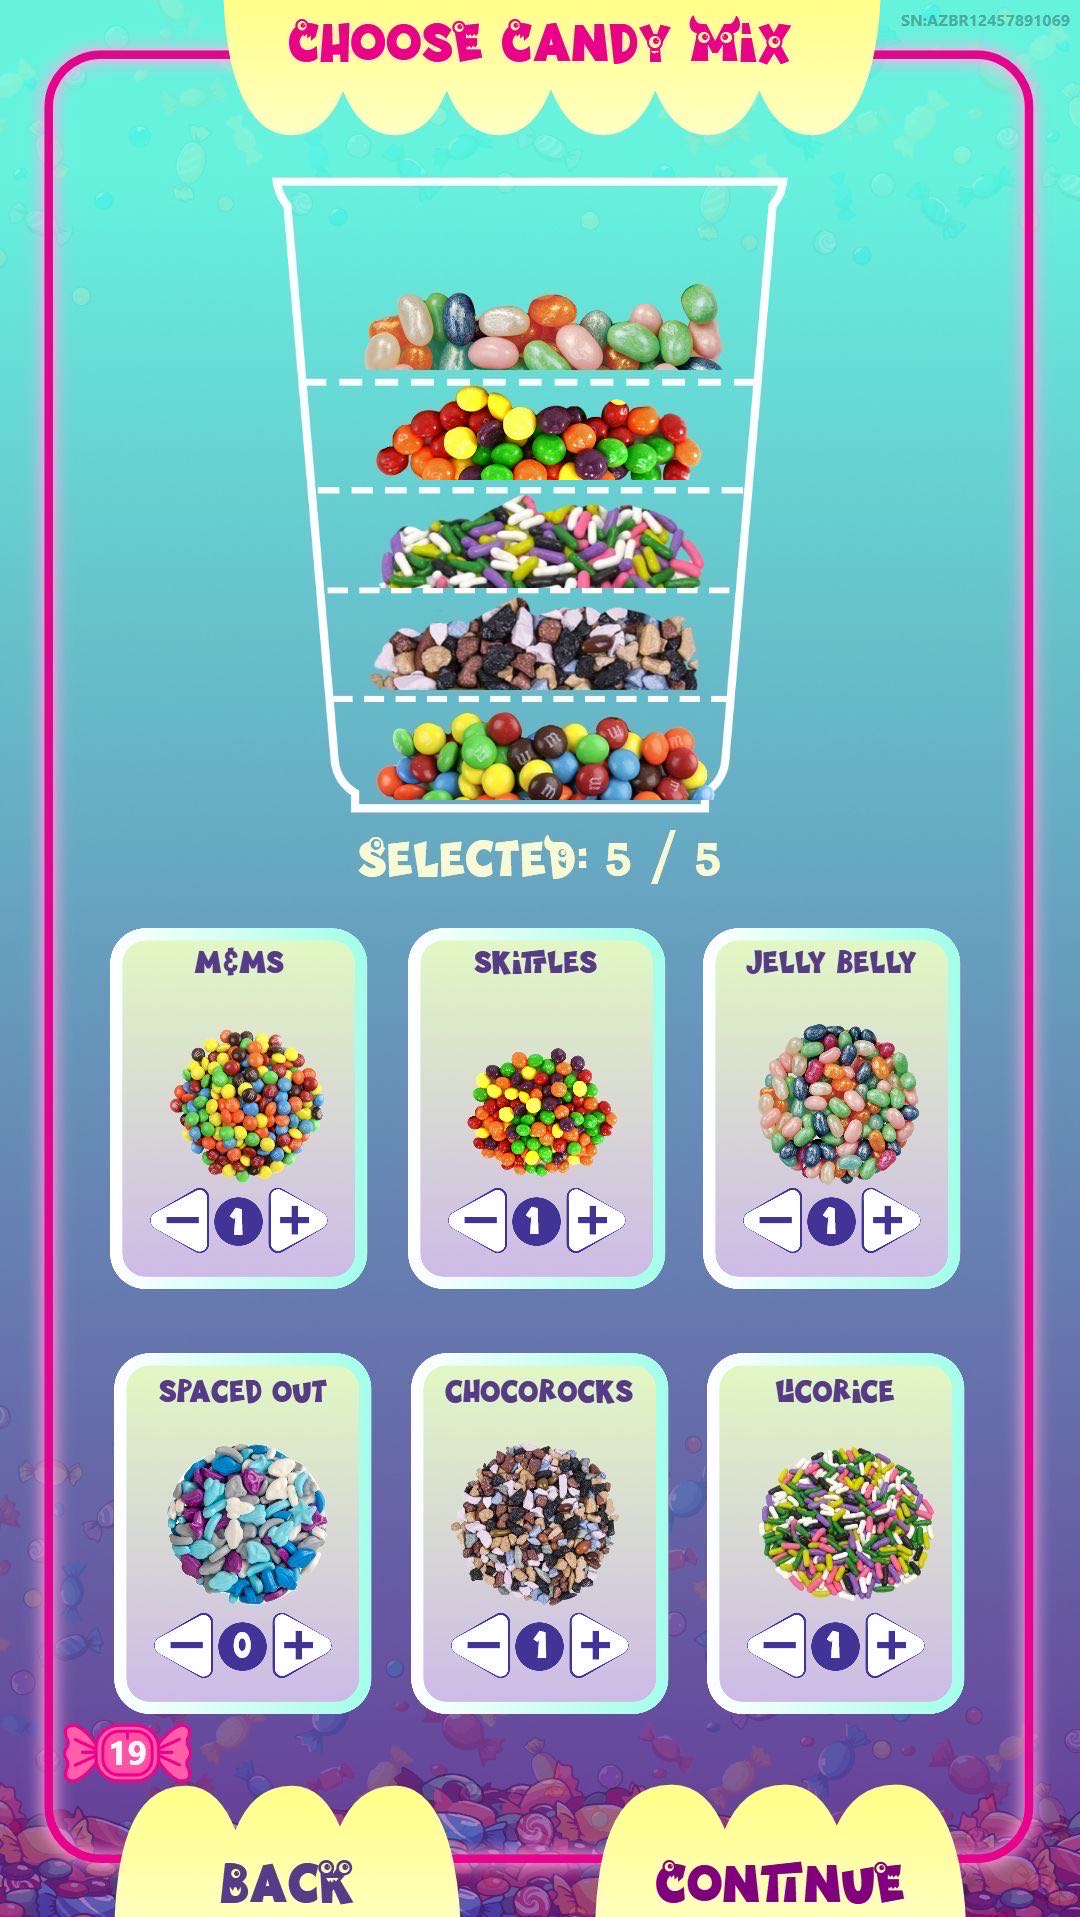 SN:AZBR12457891069
CHOOSE CANDY MIX
SELECTED: 5 / 5
M&MS
SKITTLES
JELLY BELLY
1
1
1
SPACED OUT
CHOCOROCKS
LICORICE
0
1
1
19
BACK
CONTINUE